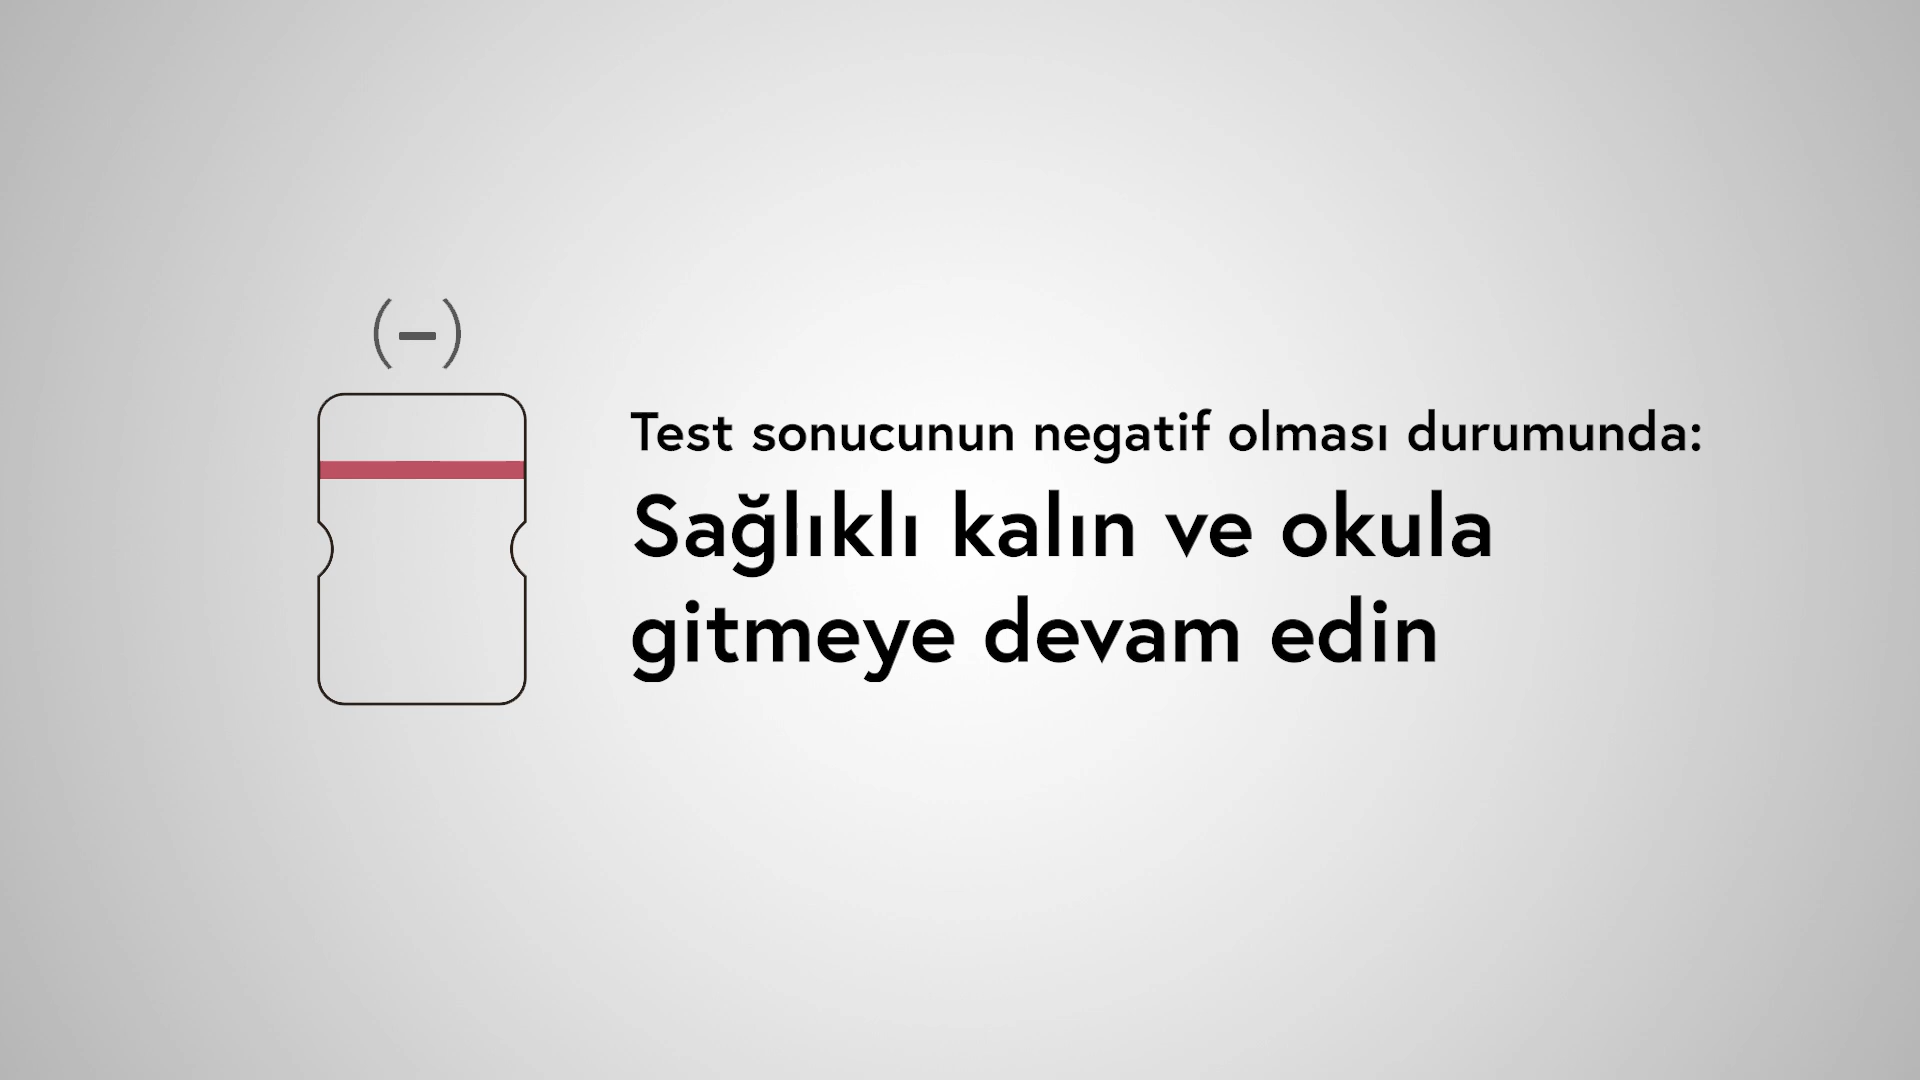 (–)
Test sonucunun negatif olması durumunda:
Sağlıklı kalın ve okula
gitmeye devam edin